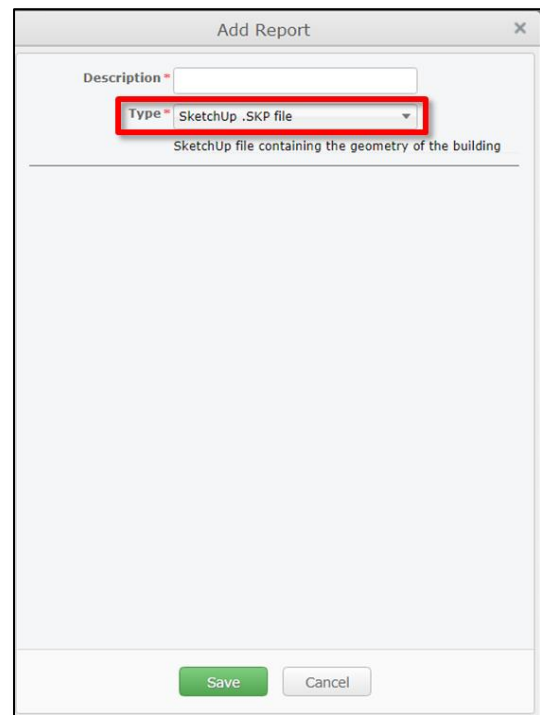 Add Report ×
Description *
Type * SketchUp .SKP file
SketchUp file containing the geometry of the building
Save Cancel